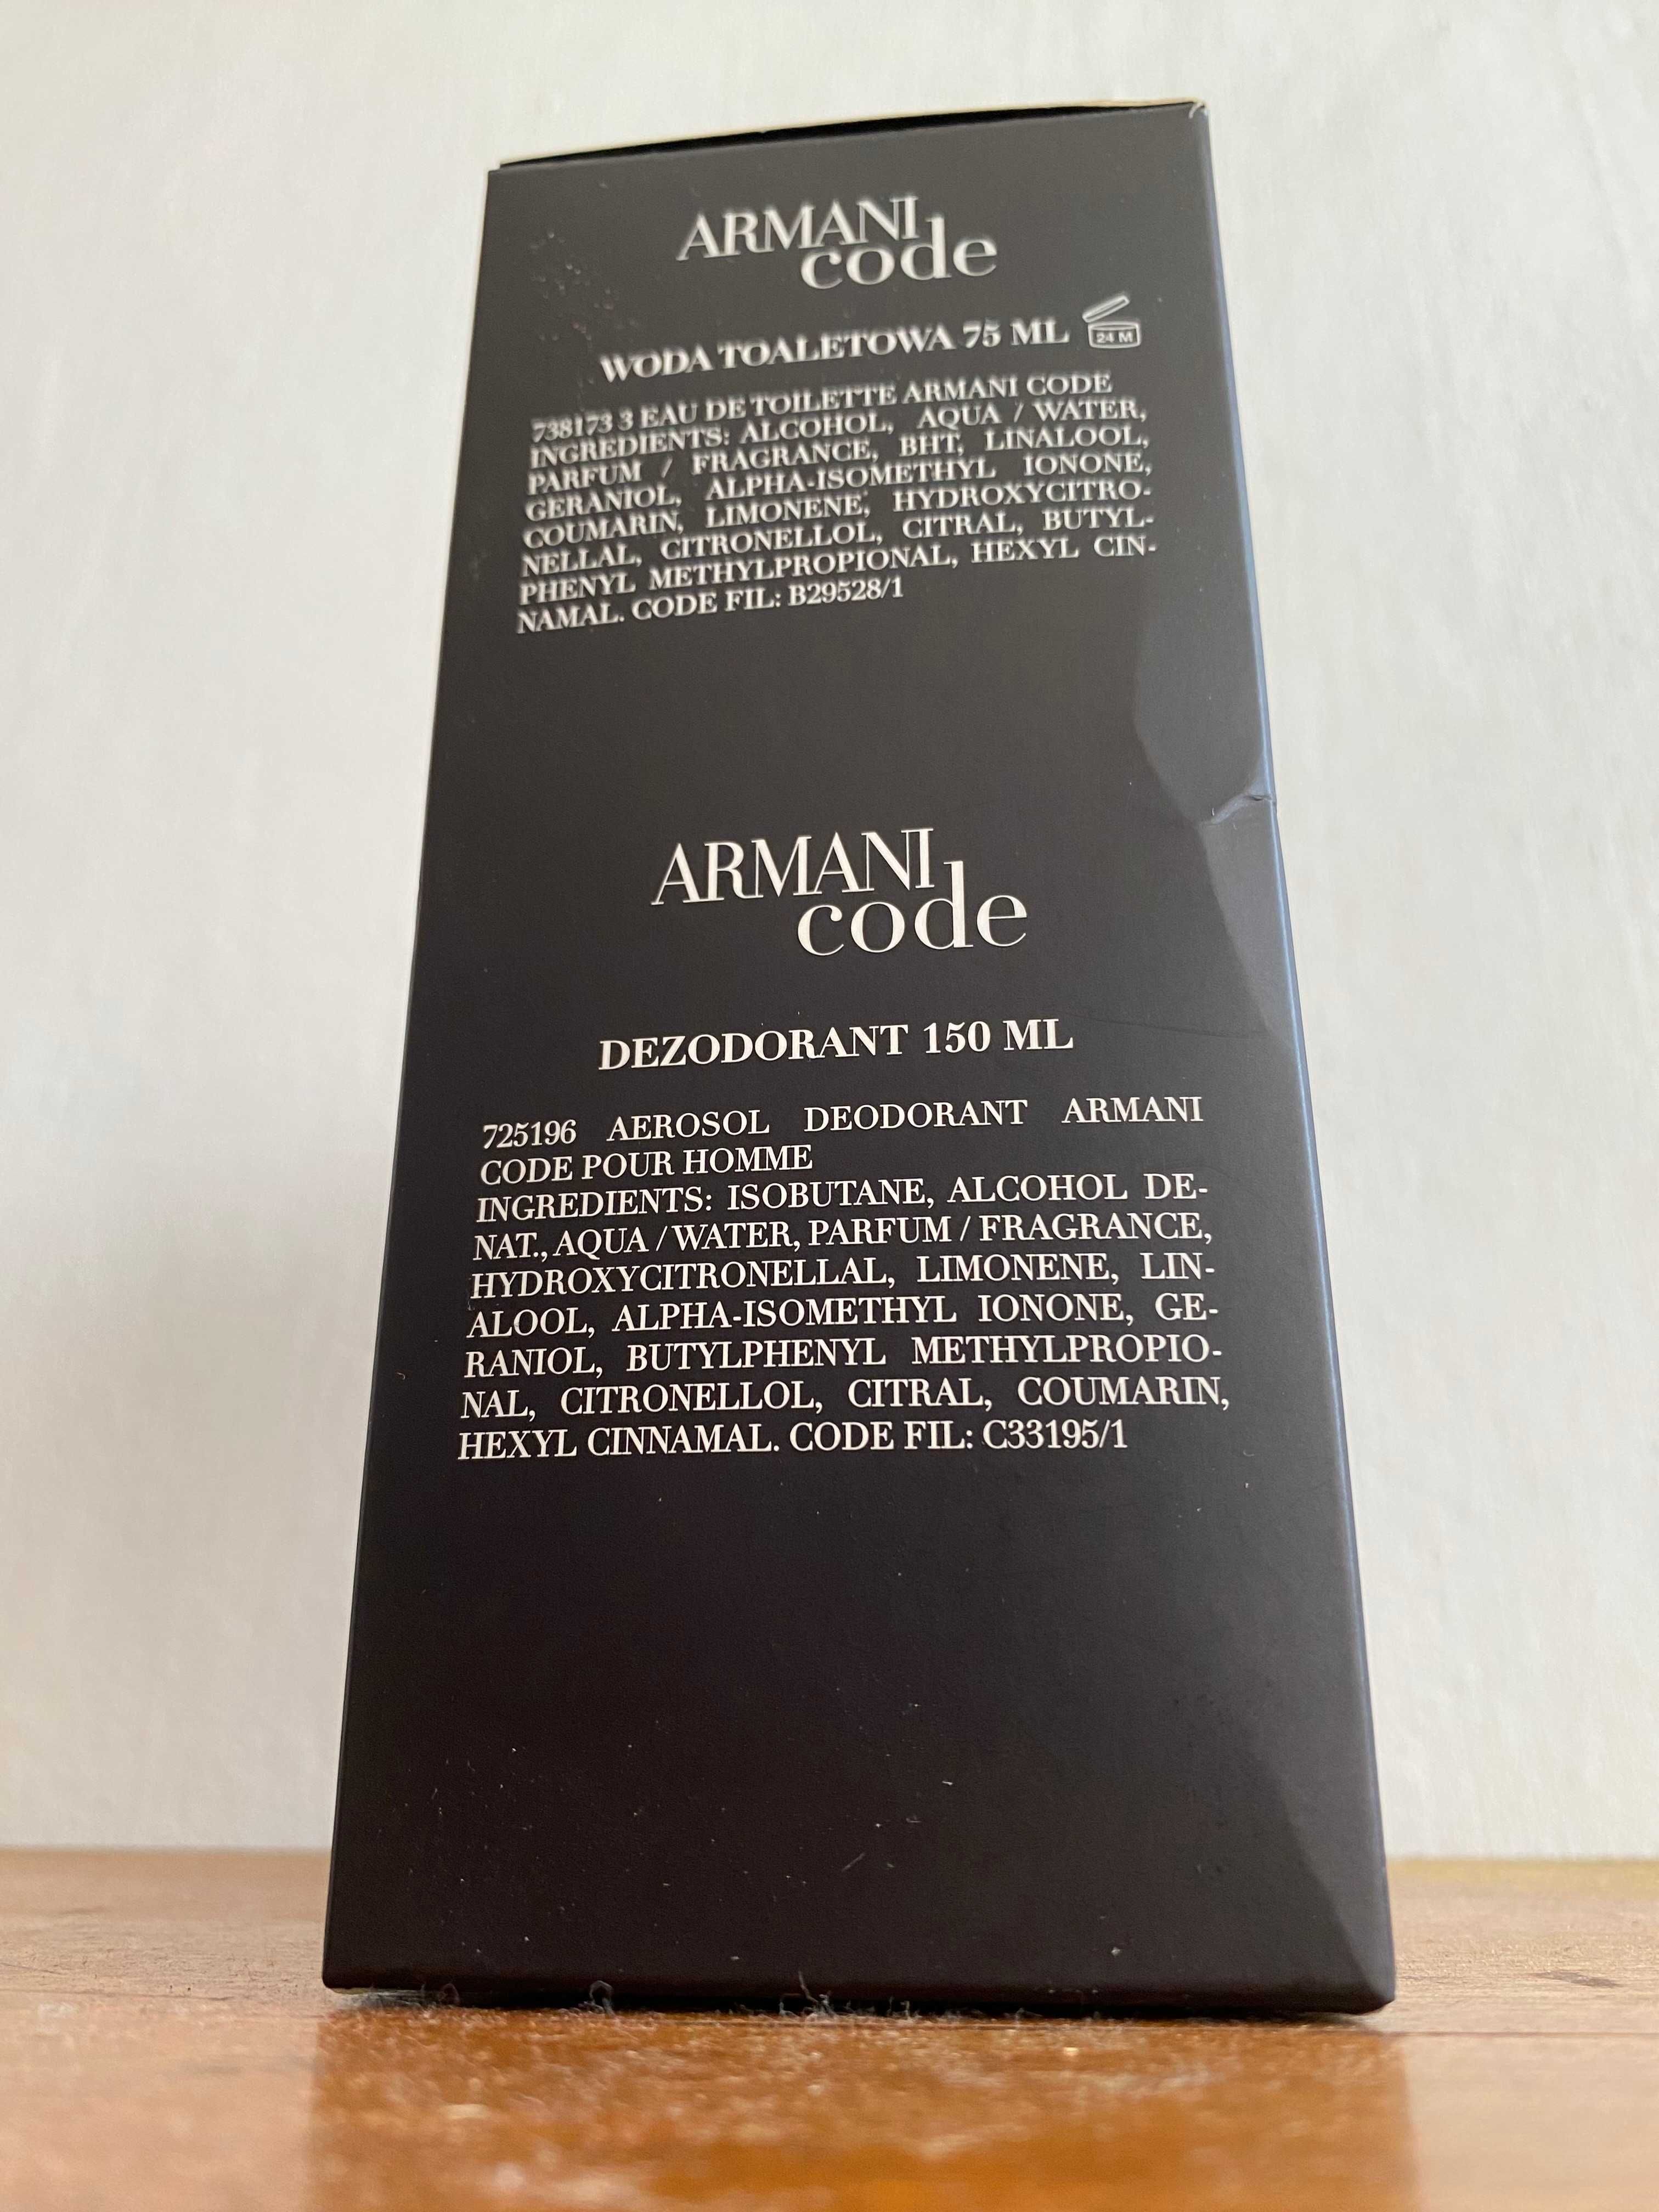 ARMANI
code
WODA TOALETOWA 75 ML
24 M
738173 3 EAU DE TOILETTE ARMANI CODE
INGREDIENTS: ALCOHOL, AQUA / WATER,
PARFUM / FRAGRANCE, BHT, LINALOOL,
GERANIOL, ALPHA-ISOMETHYL IONONE,
COUMARIN, LIMONENE, HYDROXYCITRO-
NELLAL, CITRONELLOL, CITRAL, BUTYL-
PHENYL METHYLPROPIONAL, HEXYL CIN-
NAMAL. CODE FIL: B29528/1
ARMANI
code
DEZODORANT 150 ML
725196 AEROSOL DEODORANT ARMANI
CODE POUR HOMME
INGREDIENTS: ISOBUTANE, ALCOHOL DE-
NAT., AQUA / WATER, PARFUM / FRAGRANCE,
HYDROXYCITRONELLAL, LIMONENE, LIN-
ALOOL, ALPHA-ISOMETHYL IONONE, GE-
RANIOL, BUTYLPHENYL METHYLPROPIO-
NAL, CITRONELLOL, CITRAL, COUMARIN,
HEXYL CINNAMAL. CODE FIL: C33195/1